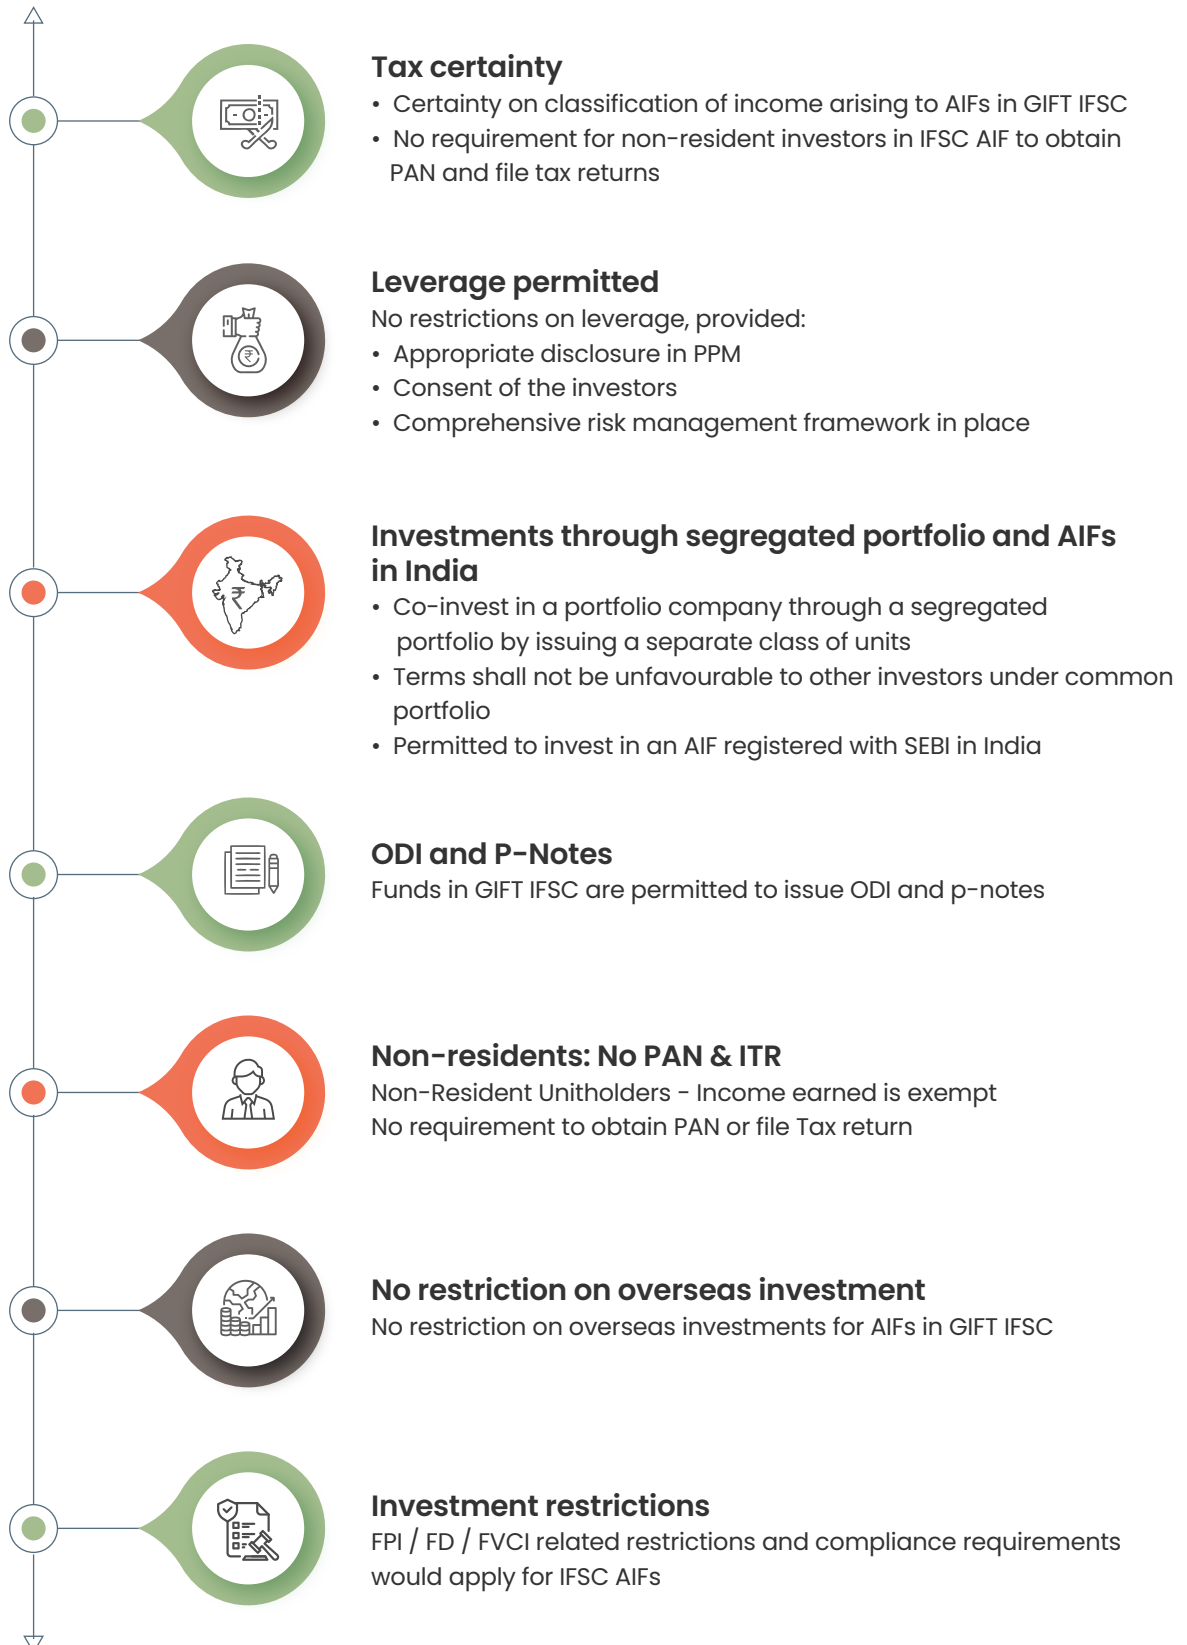 Tax certainty
• Certainty on classification of income arising to AIFs in GIFT IFSC
• No requirement for non-resident investors in IFSC AIF to obtain
PAN and file tax returns
Leverage permitted
No restrictions on leverage, provided:
• Appropriate disclosure in PPM
• Consent of the investors
• Comprehensive risk management framework in place
₹
Investments through segregated portfolio and AIFs
in India
• Co-invest in a portfolio company through a segregated
portfolio by issuing a separate class of units
• Terms shall not be unfavourable to other investors under common
portfolio
• Permitted to invest in an AIF registered with SEBI in India
₹
ODI and P-Notes
Funds in GIFT IFSC are permitted to issue ODI and p-notes
Non-residents: No PAN & ITR
Non-Resident Unitholders - Income earned is exempt
No requirement to obtain PAN or file Tax return
No restriction on overseas investment
No restriction on overseas investments for AIFs in GIFT IFSC
Investment restrictions
FPI / FD / FVCI related restrictions and compliance requirements
would apply for IFSC AIFs